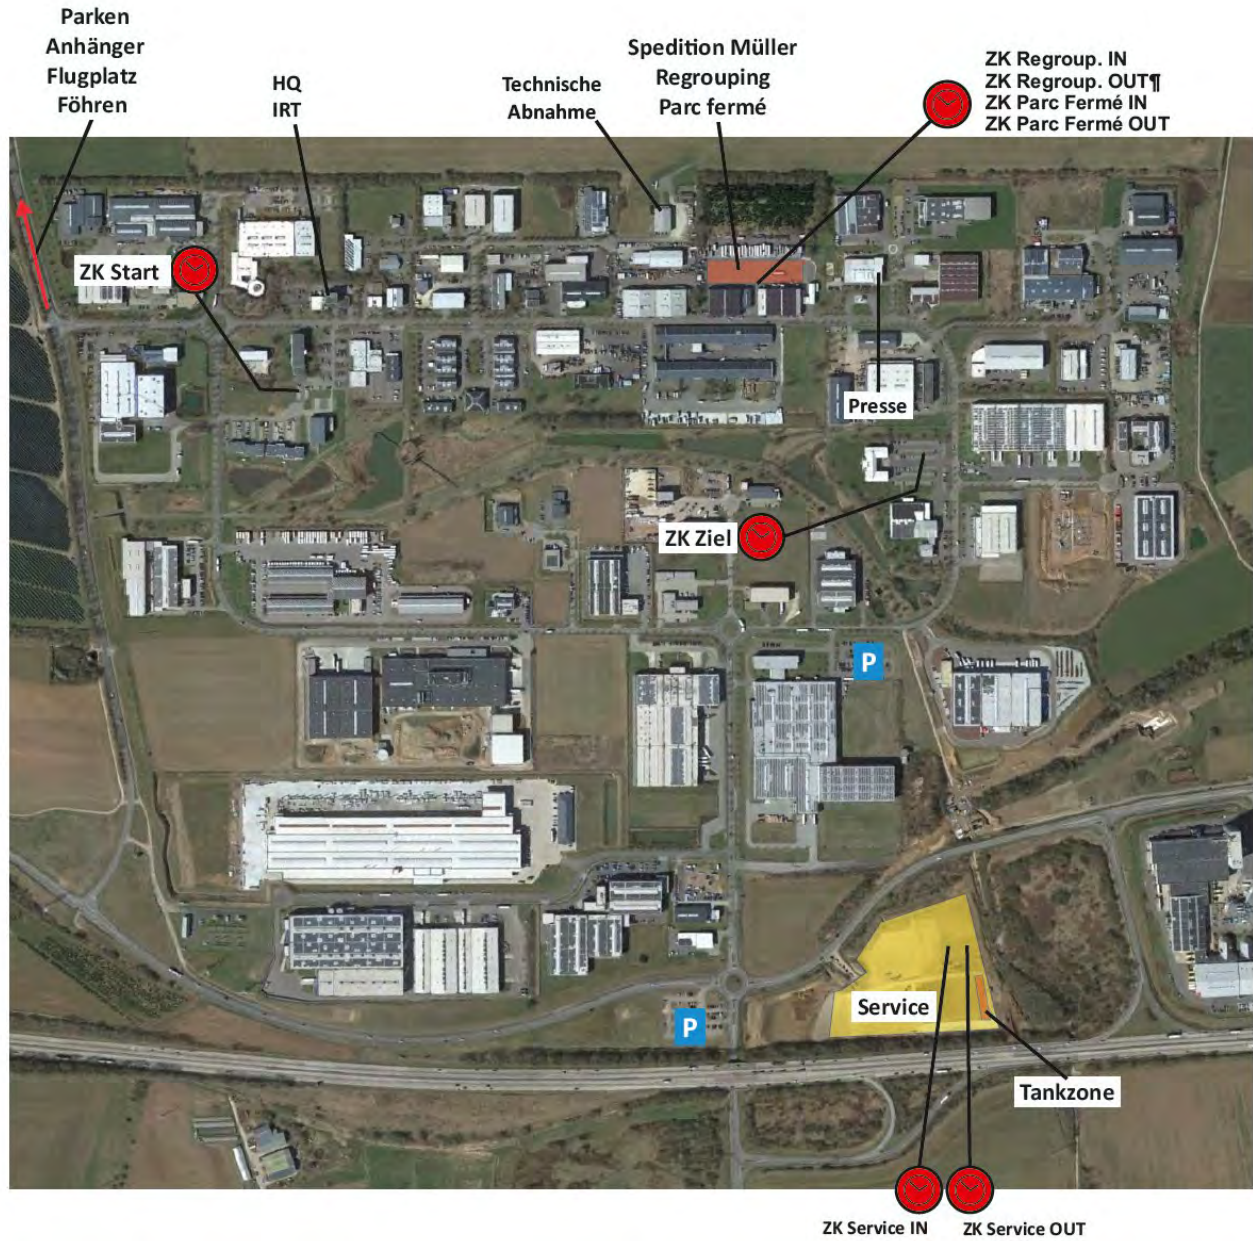 Parken
Anhänger
Flugplatz
Föhren
HQ
IRT
Technische
Abnahme
Spedition Müller
Regrouping
Parc fermé
ZK Regroup. IN
ZK Regroup. OUT¶
ZK Parc Fermé IN
ZK Parc Fermé OUT
ZK Start
Presse
ZK Ziel
P
Service
P
Tankzone
ZK Service IN
ZK Service OUT